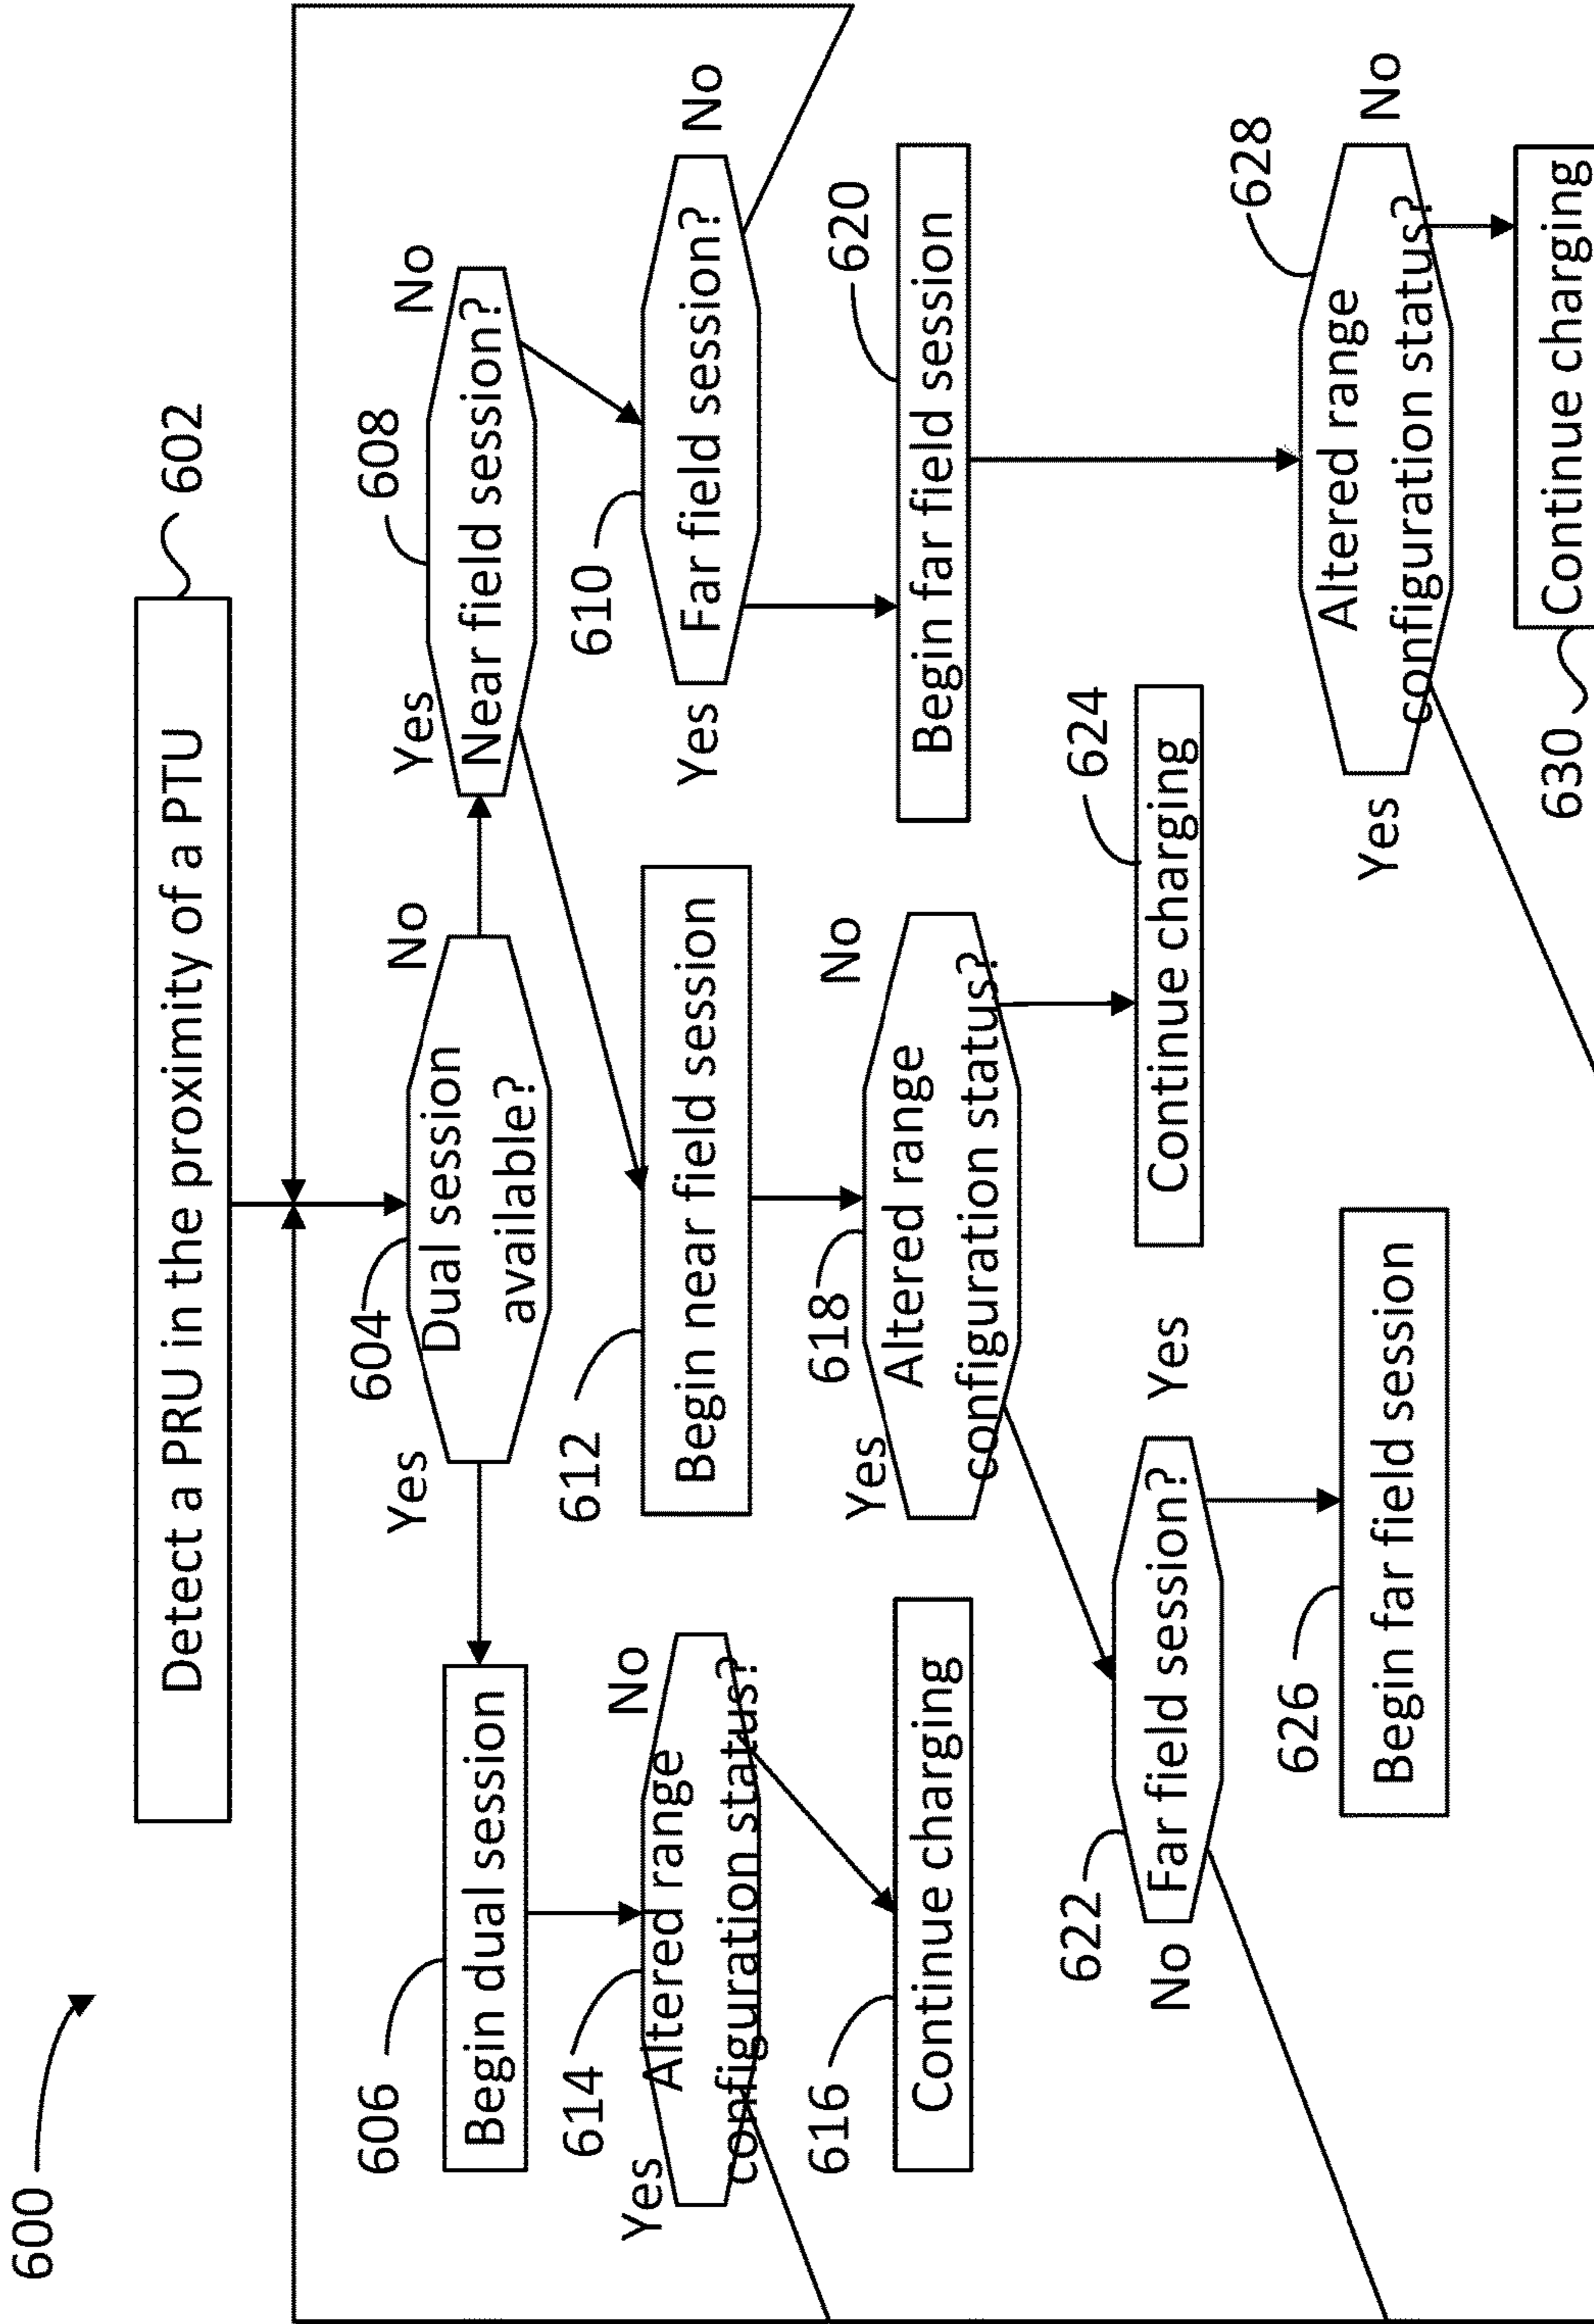 600
Detect a PRU in the proximity of a PTU
602
604
Yes
Dual session
available?
No
606
Begin dual session
608
Yes
Near field session?
No
610
Yes
Far field session?
No
612
Begin near field session
614
Yes
Altered range
configuration status?
No
616
Continue charging
618
Yes
Altered range
configuration status?
No
620
Begin far field session
622
No
Far field session?
Yes
624
Continue charging
626
Begin far field session
628
Yes
Altered range
configuration status?
No
630
Continue charging